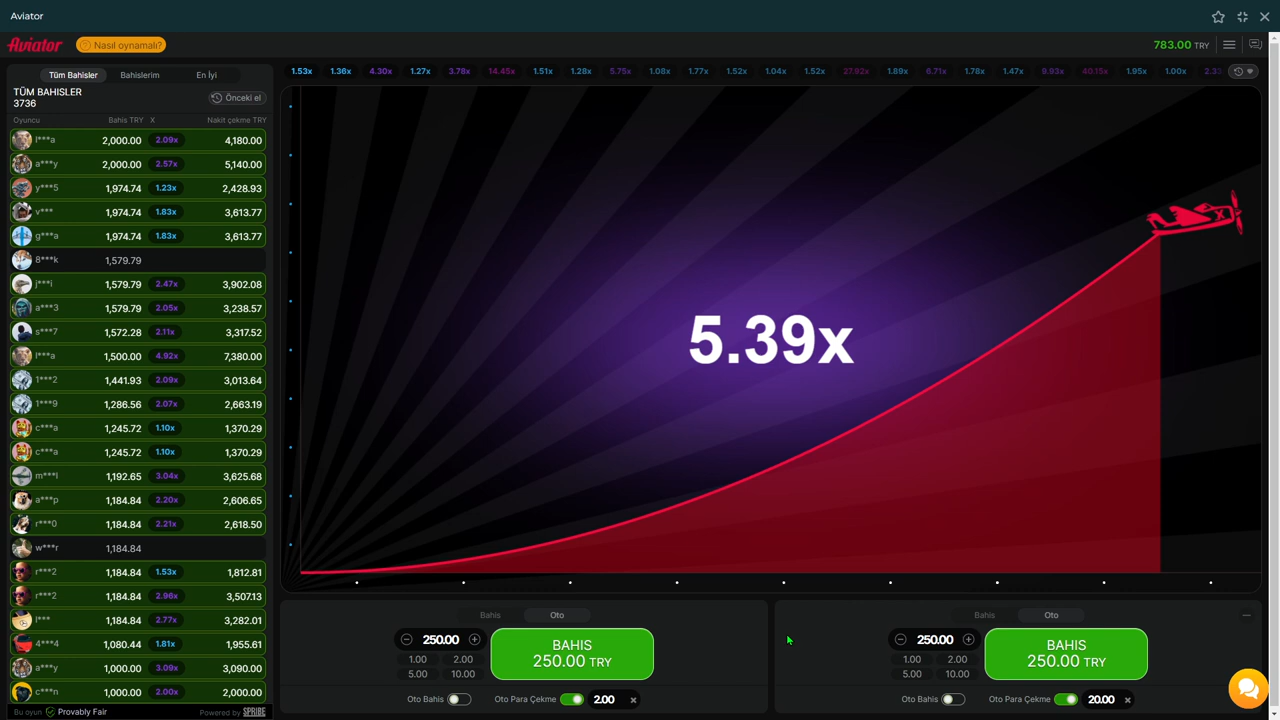 Aviator
Aviator
Nasıl oynamalı?
783.00 TRY
Tüm Bahisler Bahislerim En İyi
1.53x 1.36x 4.30x 1.27x 3.78x 14.45x 1.51x 1.28x 5.75x 1.08x 1.77x 1.52x 1.04x 1.52x 27.92x 1.89x 6.71x 1.78x 1.47x 9.93x 40.15x 1.95x 1.00x
TÜM BAHISLER
3736
Önceki el
Oyuncu Bahis TRY X Nakit çekme TRY
l***a 2,000.00 2.09x 4,180.00
a***y 2,000.00 2.57x 5,140.00
y***5 1,974.74 1.23x 2,428.93
v*** 1,974.74 1.83x 3,613.77
g***a 1,974.74 1.83x 3,613.77
8***k 1,579.79
j***i 1,579.79 2.47x 3,902.08
a***3 1,579.79 2.05x 3,238.57
s***7 1,572.28 2.11x 3,317.52
l***a 1,500.00 4.92x 7,380.00
1***2 1,441.93 2.09x 3,013.64
1***9 1,286.56 2.07x 2,663.19
c***a 1,245.72 1.10x 1,370.29
c***a 1,245.72 1.10x 1,370.29
m***l 1,192.65 3.04x 3,625.68
a***p 1,184.84 2.20x 2,606.65
r***0 1,184.84 2.21x 2,618.50
w***r 1,184.84
r***2 1,184.84 1.53x 1,812.81
r***2 1,184.84 2.96x 3,507.13
l*** 1,184.84 2.77x 3,282.01
4***4 1,080.44 1.81x 1,955.61
a***y 1,000.00 3.09x 3,090.00
c***n 1,000.00 2.00x 2,000.00
Bu oyun Provably Fair Powered by SPRIBE
5.39x
Bahis Oto
250.00
1.00 2.00
5.00 10.00
BAHIS
250.00 TRY
Oto Bahis Oto Para Çekme 2.00 x
Bahis Oto
250.00
1.00 2.00
5.00 10.00
BAHIS
250.00 TRY
Oto Bahis Oto Para Çekme 20.00 x